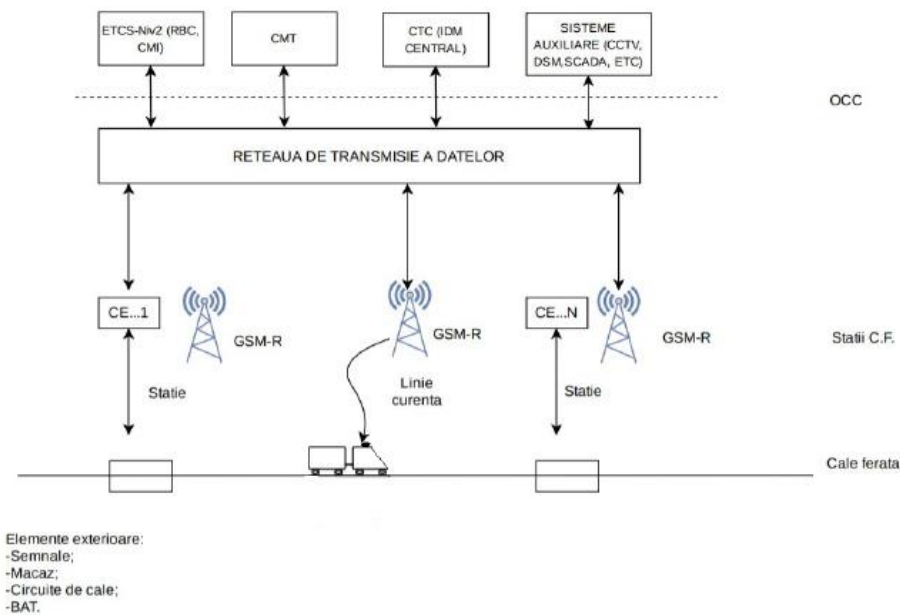 ETCS-Niv2 (RBC,
CMI)
CMT
CTC (IDM
CENTRAL)
SISTEME
AUXILIARE (CCTV,
DSM,SCADA, ETC)
OCC
RETEAUA DE TRANSMISIE A DATELOR
CE...1
GSM-R
GSM-R
CE...N
GSM-R
Statii C.F.
Statie
Linie
curenta
Statie
Cale ferata
Elemente exterioare:
-Semnale;
-Macaz;
-Circuite de cale;
-BAT.